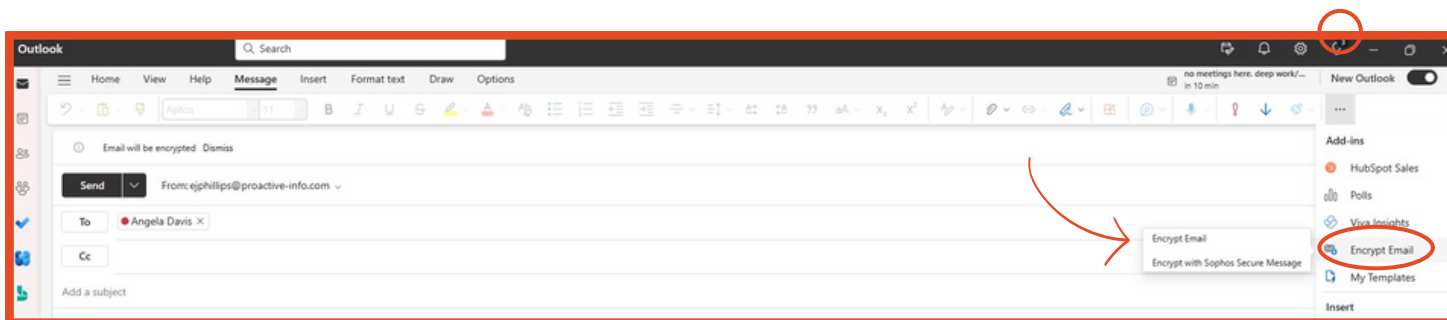 Outlook
Search
Home View Help Message Insert Format text Draw Options
no meetings here. deep work/...
in 10 min
New Outlook
Aptos 11 B I U
aA x₂ x²
Email will be encrypted Dismiss
Send From: ejphillips@proactive-info.com
To Angela Davis
Cc
Add a subject
Encrypt Email
Encrypt with Sophos Secure Message
Add-ins
HubSpot Sales
Polls
Viva Insights
Encrypt Email
My Templates
Insert